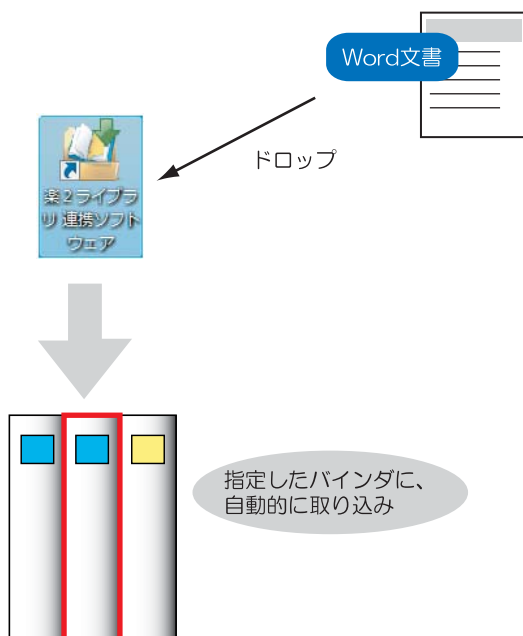 Word文書
ドロップ
楽2ライブラ
リ 連携ソフト
ウェア
指定したバインダに、
自動的に取り込み